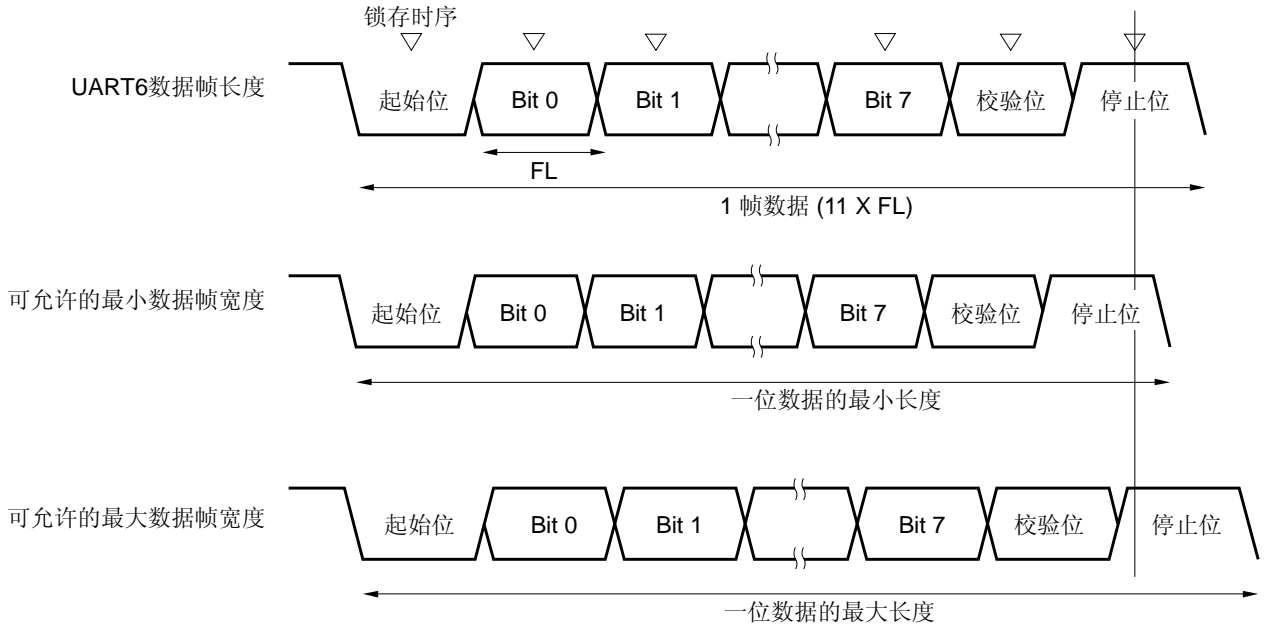 锁存时序
UART6数据帧长度
起始位 Bit 0 Bit 1 Bit 7 校验位 停止位
FL
1 帧数据 (11 X FL)
可允许的最小数据帧宽度
起始位 Bit 0 Bit 1 Bit 7 校验位 停止位
一位数据的最小长度
可允许的最大数据帧宽度
起始位 Bit 0 Bit 1 Bit 7 校验位 停止位
一位数据的最大长度